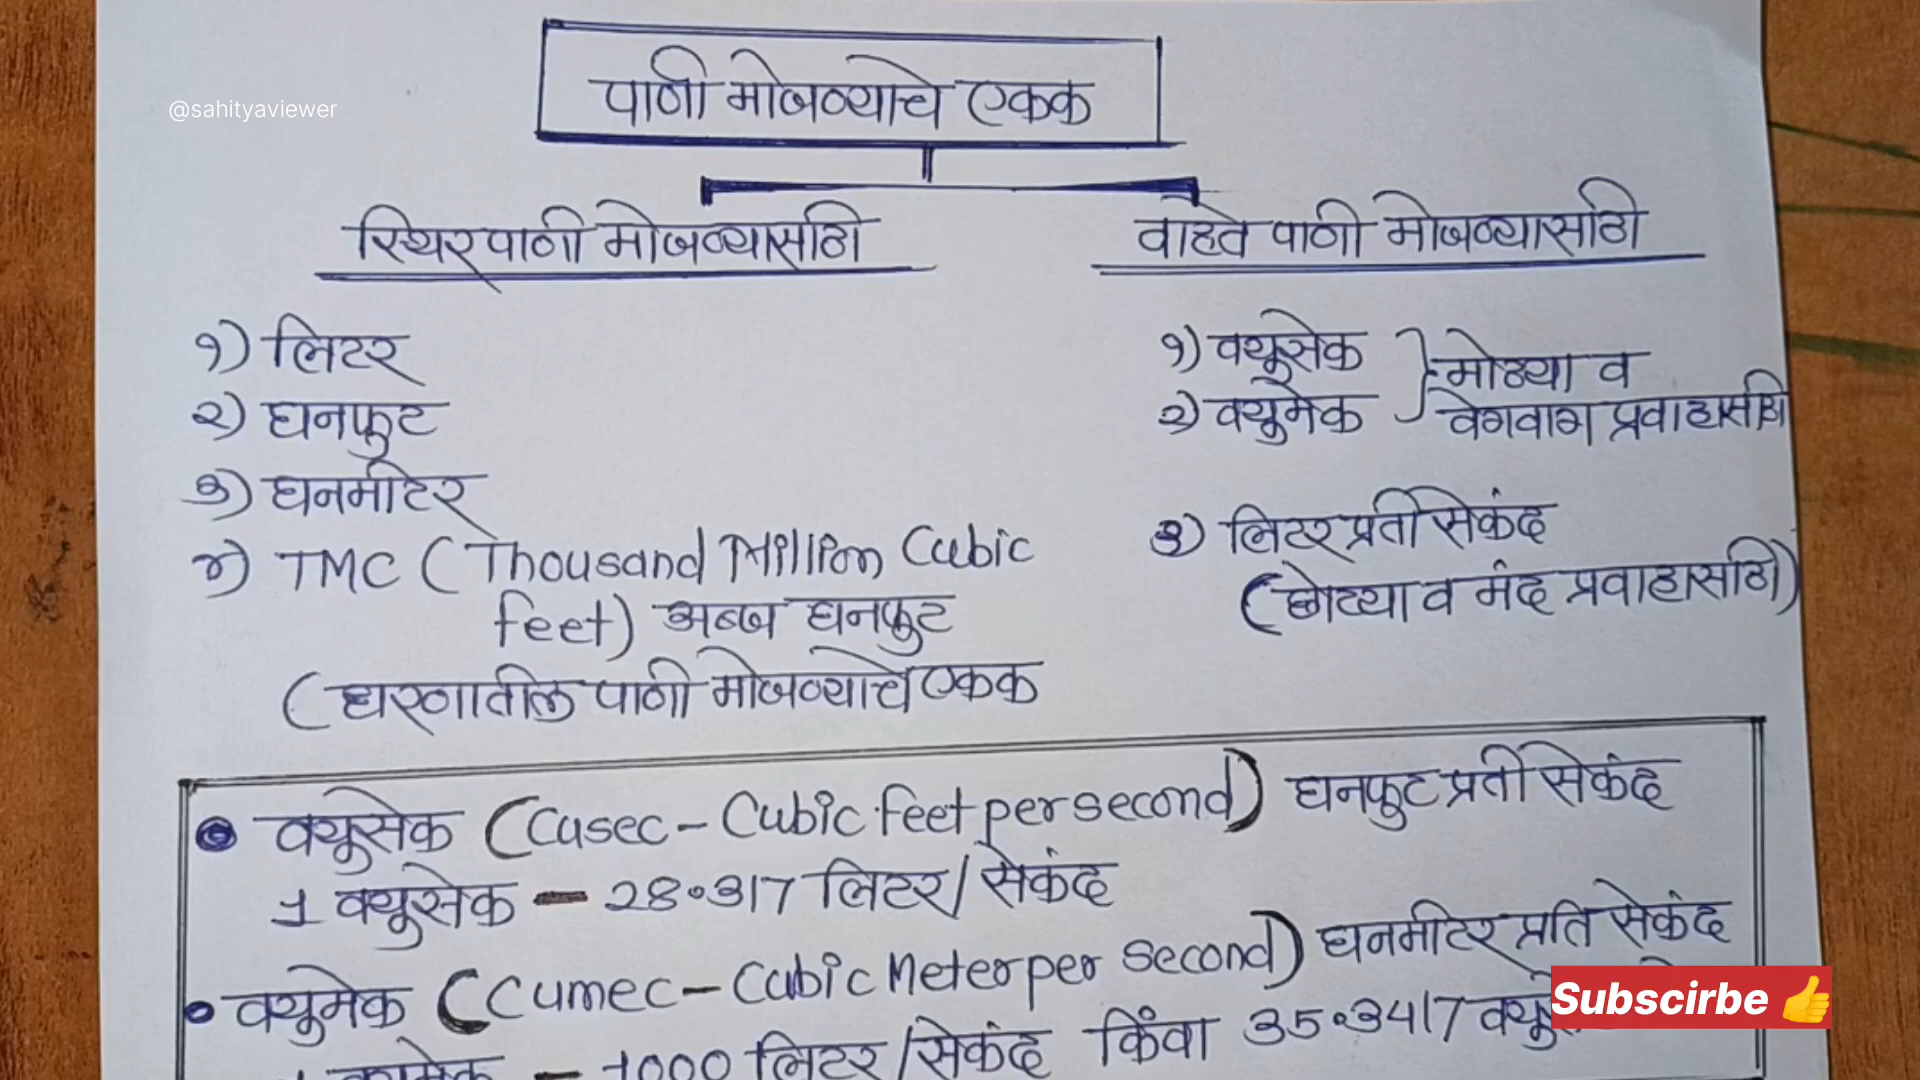 @sahityaviewer
पाणी मोजण्याचे एकक
स्थिर पाणी मोजण्यासाठी
१) लिटर
२) घनफुट
३) घनमीटर
४) TMC (Thousand Million Cubic
feet) अब्ज घनफुट
(धरणातील पाणी मोजण्याचे एकक
वाहते पाणी मोजण्यासाठी
१) क्युसेक
२) क्युमेक
} मोठ्या व
वेगवाग प्रवाहासाठी
३) लिटर प्रती सेकंद
(छोट्या व मंद प्रवाहासाठी)
• क्युसेक (Cusec - Cubic feet per second) घनफुट प्रती सेकंद
1 क्युसेक - 28.317 लिटर/सेकंद
• क्युमेक (Cumec - Cubic Meter per second) घनमीटर प्रति सेकंद
1 क्युमेक - 1000 लिटर/सेकंद किंवा 35.3417
Subscirbe 👍